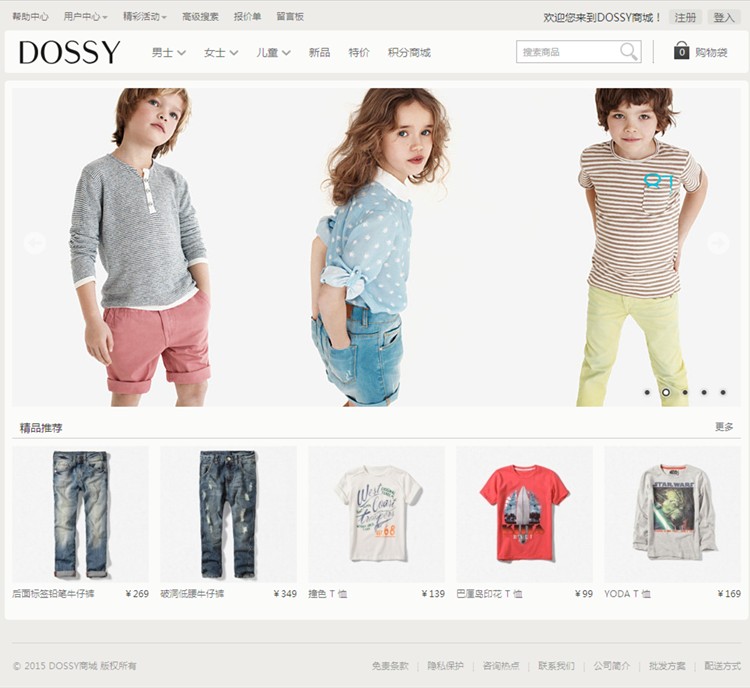 帮助中心 用户中心 精彩活动 高级搜索 报价单 留言板 欢迎您来到DOSSY商城！ 注册 登入
DOSSY 男士 女士 儿童 新品 特价 积分商城 搜索商品 0 购物袋
87
精品推荐 更多
West
Coast
68
STAR WARS
后面标签铅笔牛仔裤 ¥ 269 破洞低腰牛仔裤 ¥ 349 撞色 T 恤 ¥ 139 巴厘岛印花 T 恤 ¥ 99 YODA T 恤 ¥ 169
© 2015 DOSSY商城 版权所有 免责条款 | 隐私保护 | 咨询热点 | 联系我们 | 公司简介 | 批发方案 | 配送方式